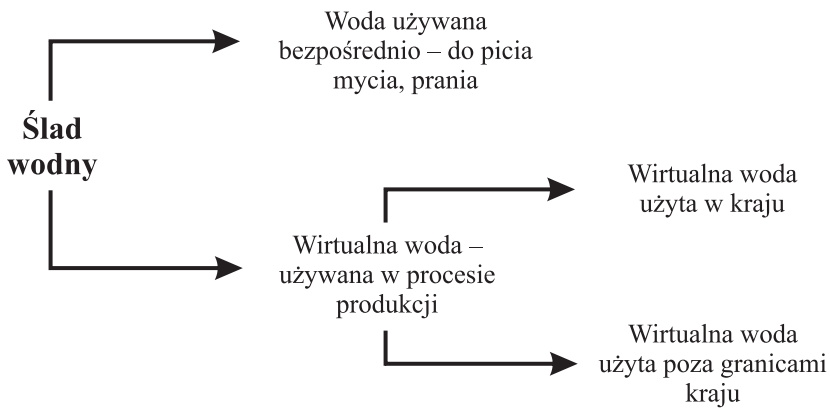 Woda używana
bezpośrednio – do picia
mycia, prania
Ślad
wodny
Wirtualna woda
użyta w kraju
Wirtualna woda –
używana w procesie
produkcji
Wirtualna woda
użyta poza granicami
kraju